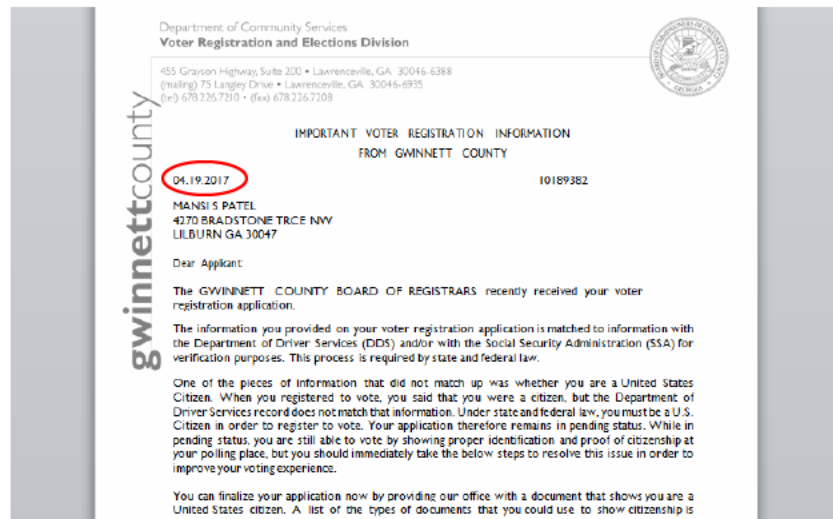 Department of Community Services
Voter Registration and Elections Division
455 Grayson Highway, Suite 200 • Lawrenceville, GA 30046-6388
(mailing) 75 Langley Drive • Lawrenceville, GA 30046-6935
(tel) 678.226.7210 • (fax) 678.226.7208
gwinnettcounty
IMPORTANT VOTER REGISTRATION INFORMATION
FROM GWINNETT COUNTY
04.19.2017 10189382
MANSI S PATEL
4270 BRADSTONE TRCE NW
LILBURN GA 30047
Dear Applicant:
The GWINNETT COUNTY BOARD OF REGISTRARS recently received your voter
registration application.
The information you provided on your voter registration application is matched to information with
the Department of Driver Services (DDS) and/or with the Social Security Administration (SSA) for
verification purposes. This process is required by state and federal law.
One of the pieces of information that did not match up was whether you are a United States
Citizen. When you registered to vote, you said that you were a citizen, but the Department of
Driver Services record does not match that information. Under state and federal law, you must be a U.S.
Citizen in order to register to vote. Your application therefore remains in pending status. While in
pending status, you are still able to vote by showing proper identification and proof of citizenship at
your polling place, but you should immediately take the below steps to resolve this issue in order to
improve your voting experience.
You can finalize your application now by providing our office with a document that shows you are a
United States citizen. A list of the types of documents that you could use to show citizenship is